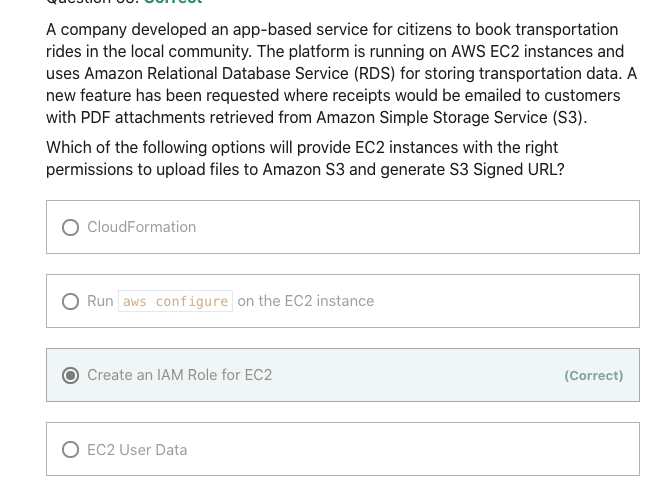 Correct
A company developed an app-based service for citizens to book transportation
rides in the local community. The platform is running on AWS EC2 instances and
uses Amazon Relational Database Service (RDS) for storing transportation data. A
new feature has been requested where receipts would be emailed to customers
with PDF attachments retrieved from Amazon Simple Storage Service (S3).
Which of the following options will provide EC2 instances with the right
permissions to upload files to Amazon S3 and generate S3 Signed URL?
CloudFormation
Run aws configure on the EC2 instance
Create an IAM Role for EC2 (Correct)
EC2 User Data